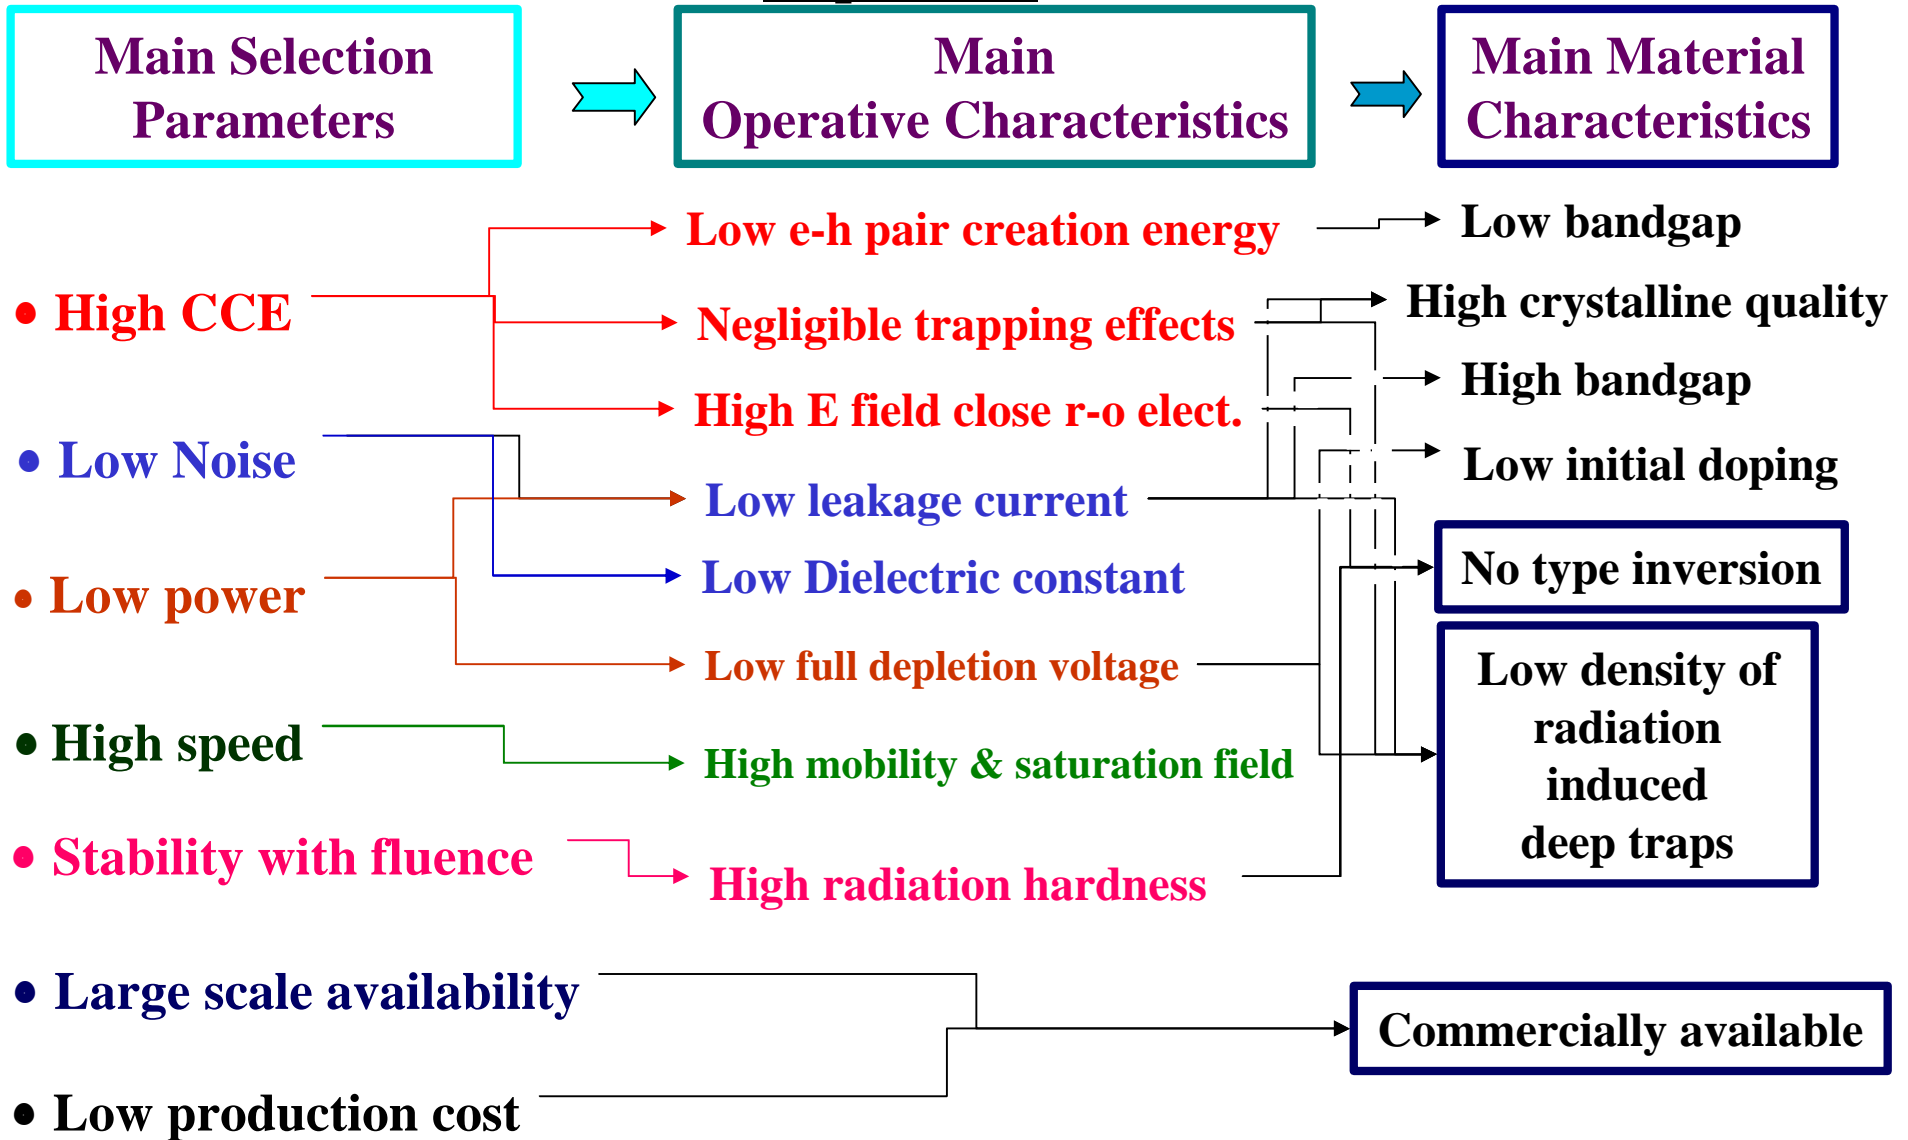 Main Selection
Parameters
Main
Operative Characteristics
Main Material
Characteristics
• High CCE
• Low Noise
• Low power
• High speed
• Stability with fluence
• Large scale availability
• Low production cost
Low e-h pair creation energy
Negligible trapping effects
High E field close r-o elect.
Low leakage current
Low Dielectric constant
Low full depletion voltage
High mobility & saturation field
High radiation hardness
Low bandgap
High crystalline quality
High bandgap
Low initial doping
No type inversion
Low density of
radiation
induced
deep traps
Commercially available